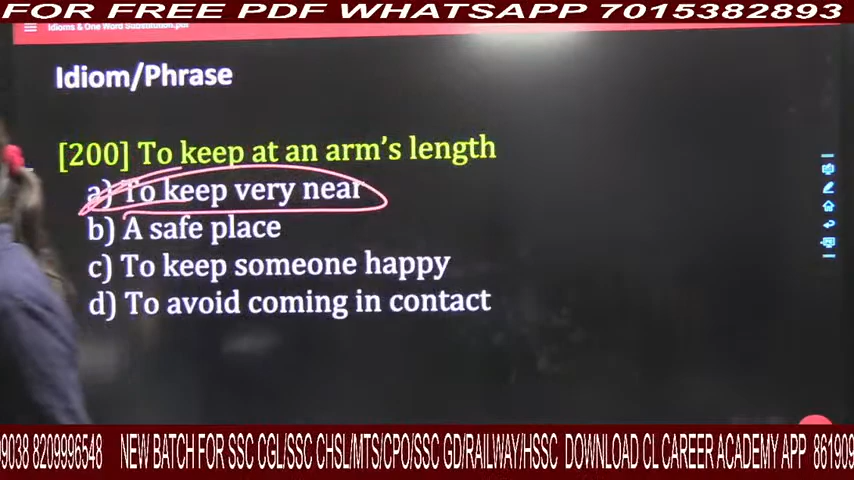 FOR FREE PDF WHATSAPP 7015382893
Idioms & One Word Substitution.pdf
Idiom/Phrase
[200] To keep at an arm's length
a) To keep very near
b) A safe place
c) To keep someone happy
d) To avoid coming in contact
09038 8209996548 NEW BATCH FOR SSC CGL/SSC CHSL/MTS/CPO/SSC GD/RAILWAY/HSSC DOWNLOAD CL CAREER ACADEMY APP 861909